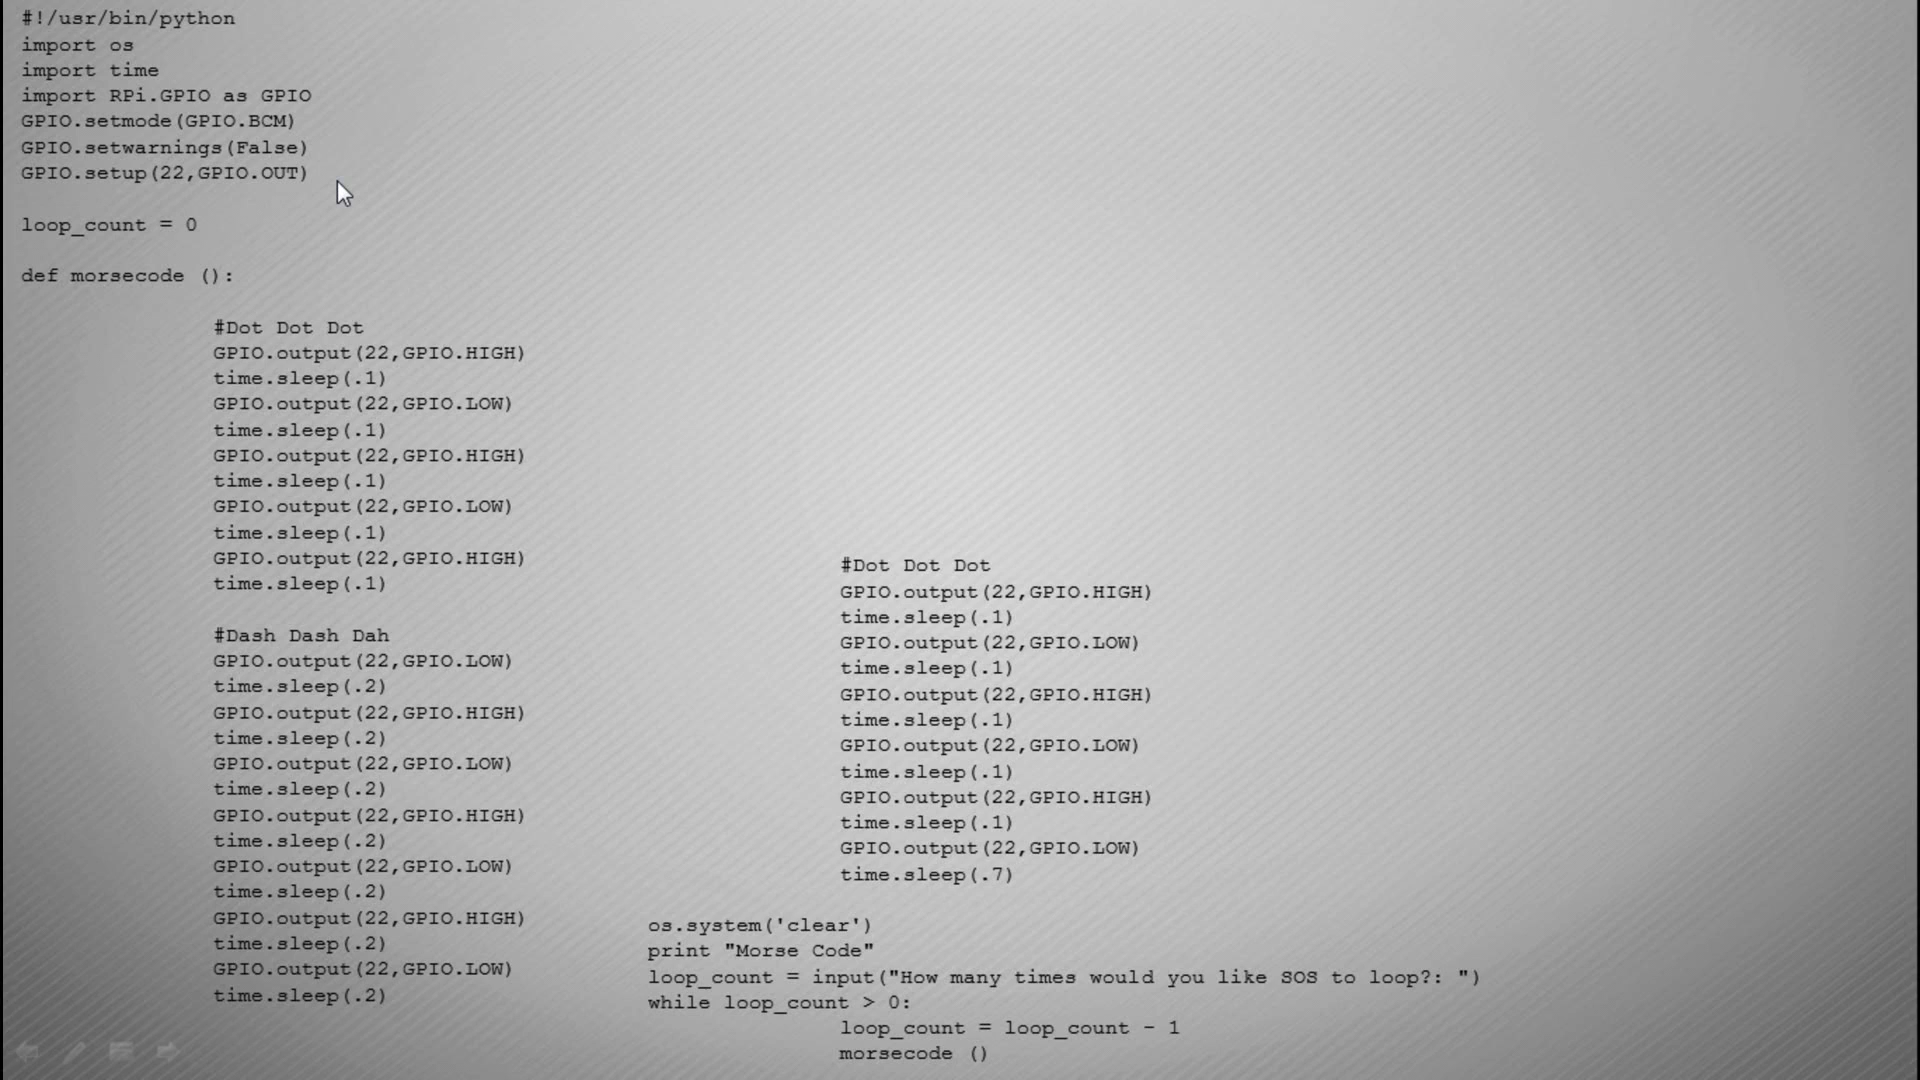 #!/usr/bin/python
import os
import time
import RPi.GPIO as GPIO
GPIO.setmode(GPIO.BCM)
GPIO.setwarnings(False)
GPIO.setup(22,GPIO.OUT)
loop_count = 0
def morsecode ():
#Dot Dot Dot
GPIO.output(22,GPIO.HIGH)
time.sleep(.1)
GPIO.output(22,GPIO.LOW)
time.sleep(.1)
GPIO.output(22,GPIO.HIGH)
time.sleep(.1)
GPIO.output(22,GPIO.LOW)
time.sleep(.1)
GPIO.output(22,GPIO.HIGH)
time.sleep(.1)
#Dash Dash Dah
GPIO.output(22,GPIO.LOW)
time.sleep(.2)
GPIO.output(22,GPIO.HIGH)
time.sleep(.2)
GPIO.output(22,GPIO.LOW)
time.sleep(.2)
GPIO.output(22,GPIO.HIGH)
time.sleep(.2)
GPIO.output(22,GPIO.LOW)
time.sleep(.2)
GPIO.output(22,GPIO.HIGH)
time.sleep(.2)
GPIO.output(22,GPIO.LOW)
time.sleep(.2)
#Dot Dot Dot
GPIO.output(22,GPIO.HIGH)
time.sleep(.1)
GPIO.output(22,GPIO.LOW)
time.sleep(.1)
GPIO.output(22,GPIO.HIGH)
time.sleep(.1)
GPIO.output(22,GPIO.LOW)
time.sleep(.1)
GPIO.output(22,GPIO.HIGH)
time.sleep(.1)
GPIO.output(22,GPIO.LOW)
time.sleep(.7)
os.system('clear')
print "Morse Code"
loop_count = input("How many times would you like SOS to loop?: ")
while loop_count > 0:
loop_count = loop_count - 1
morsecode ()